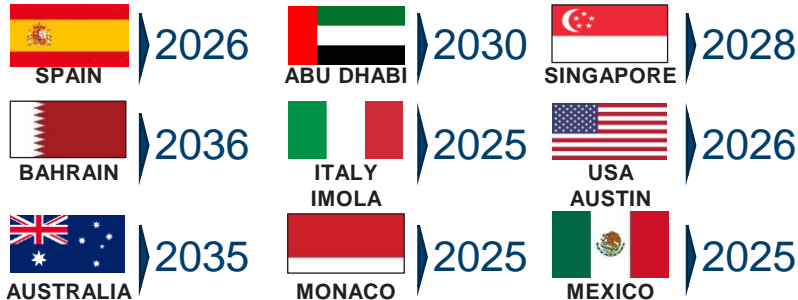 2026 2030 2028
SPAIN ABU DHABI SINGAPORE
2036 2025 2026
BAHRAIN ITALY USA
IMOLA AUSTIN
2035 2025 2025
AUSTRALIA MONACO MEXICO